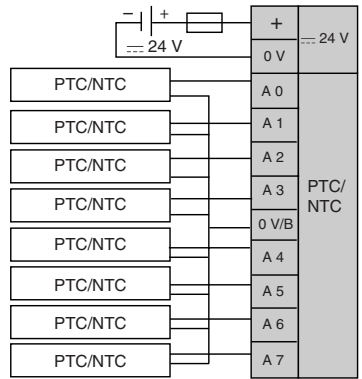 − + +
⎓ 24 V
⎓ 24 V
0 V
PTC/NTC A 0
PTC/NTC A 1
PTC/NTC A 2
PTC/NTC A 3
PTC/
NTC
0 V/B
PTC/NTC A 4
PTC/NTC A 5
PTC/NTC A 6
PTC/NTC A 7